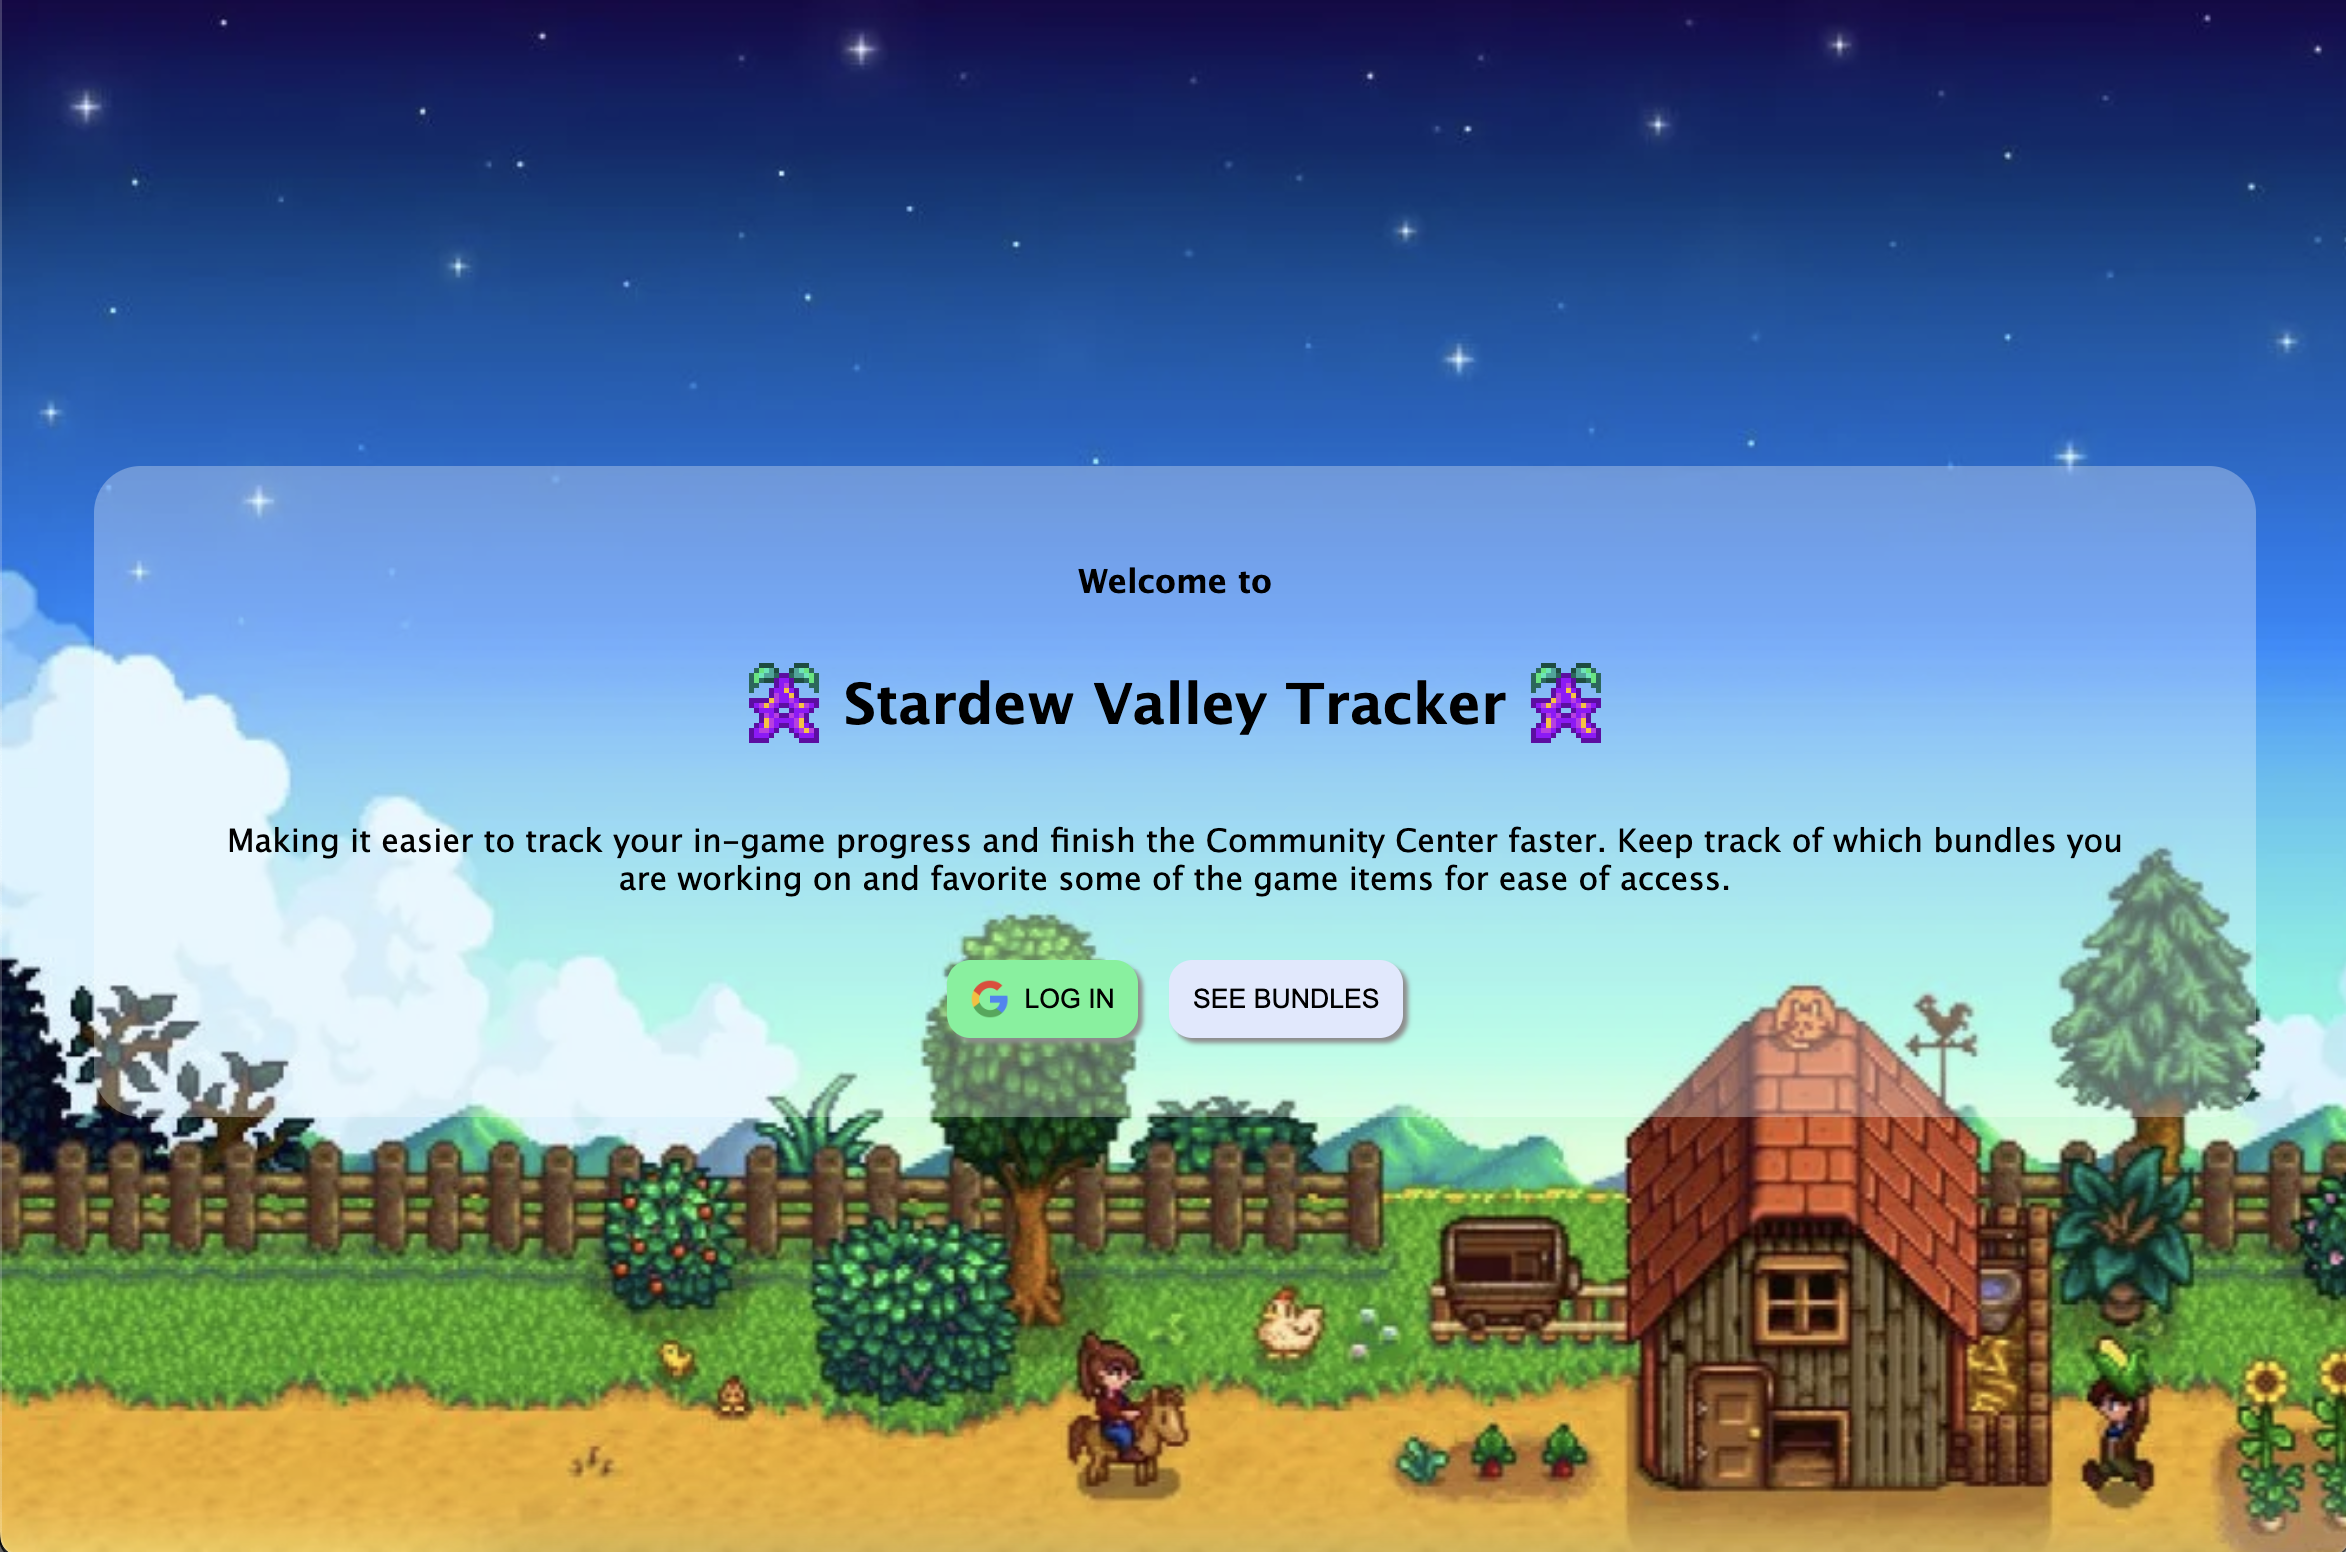 Welcome to
Stardew Valley Tracker
Making it easier to track your in-game progress and finish the Community Center faster. Keep track of which bundles you
are working on and favorite some of the game items for ease of access.
LOG IN
SEE BUNDLES